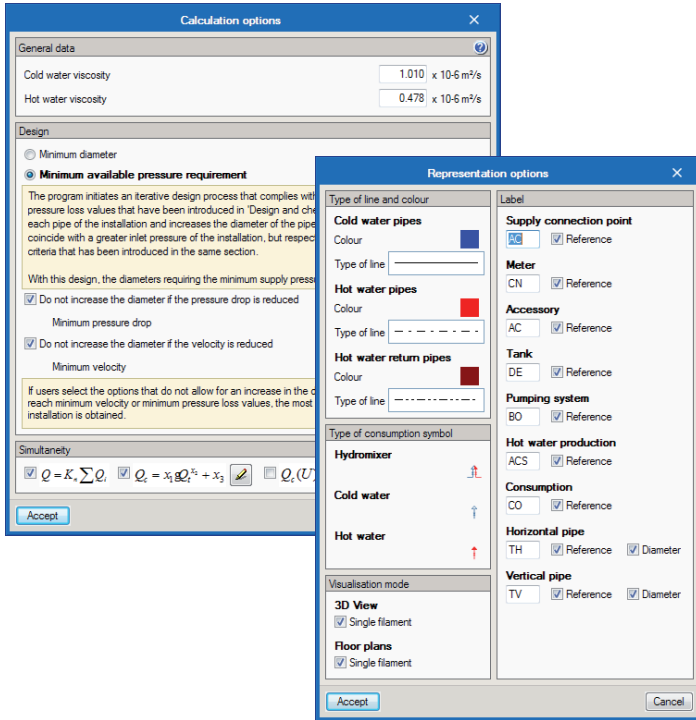 Calculation options
General data
Cold water viscosity 1.010 x 10-6 m²/s
Hot water viscosity 0.478 x 10-6 m²/s
Design
Minimum diameter
Minimum available pressure requirement
The program initiates an iterative design process that complies with
pressure loss values that have been introduced in 'Design and che
each pipe of the installation and increases the diameter of the pipe
coincide with a greater inlet pressure of the installation, but respec
criteria that has been introduced in the same section.
With this design, the diameters requiring the minimum supply pressu
Do not increase the diameter if the pressure drop is reduced
Minimum pressure drop
Do not increase the diameter if the velocity is reduced
Minimum velocity
If users select the options that do not allow for an increase in the d
reach minimum velocity or minimum pressure loss values, the most
installation is obtained.
Simultaneity
Q = Kₐ ∑ Qᵢ Q꜀ = x₁gQₜ^x₂ + x₃ Q꜀(U)
Accept
Representation options
Type of line and colour
Cold water pipes
Colour
Type of line
Hot water pipes
Colour
Type of line
Hot water return pipes
Colour
Type of line
Type of consumption symbol
Hydromixer
Cold water
Hot water
Visualisation mode
3D View
Single filament
Floor plans
Single filament
Label
Supply connection point
AC Reference
Meter
CN Reference
Accessory
AC Reference
Tank
DE Reference
Pumping system
BO Reference
Hot water production
ACS Reference
Consumption
CO Reference
Horizontal pipe
TH Reference Diameter
Vertical pipe
TV Reference Diameter
Accept Cancel